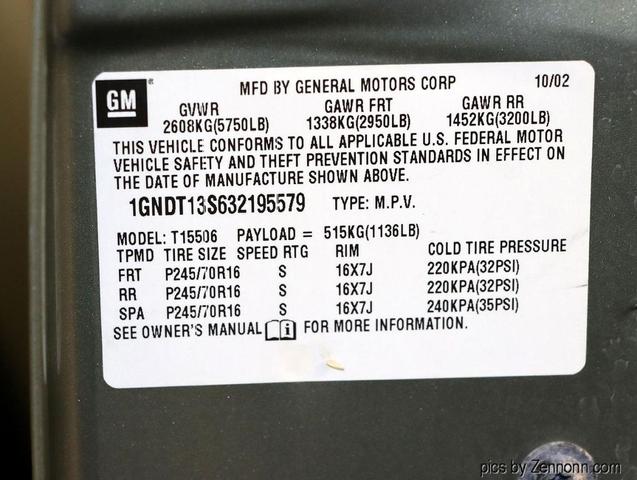 GM
MFD BY GENERAL MOTORS CORP 10/02
GVWR GAWR FRT GAWR RR
2608KG(5750LB) 1338KG(2950LB) 1452KG(3200LB)
THIS VEHICLE CONFORMS TO ALL APPLICABLE U.S. FEDERAL MOTOR
VEHICLE SAFETY AND THEFT PREVENTION STANDARDS IN EFFECT ON
THE DATE OF MANUFACTURE SHOWN ABOVE.
1GNDT13S632195579 TYPE: M.P.V.
MODEL: T15506 PAYLOAD = 515KG(1136LB)
TPMD TIRE SIZE SPEED RTG RIM COLD TIRE PRESSURE
FRT P245/70R16 S 16X7J 220KPA(32PSI)
RR P245/70R16 S 16X7J 220KPA(32PSI)
SPA P245/70R16 S 16X7J 240KPA(35PSI)
SEE OWNER'S MANUAL FOR MORE INFORMATION.
pics by Zennonn.com